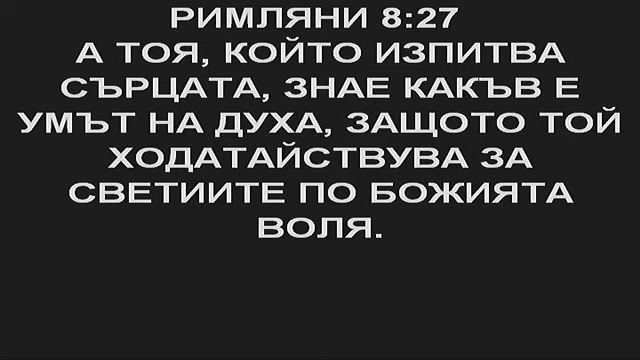 РИМЛЯНИ 8:27
А ТОЯ, КОЙТО ИЗПИТВА
СЪРЦАТА, ЗНАЕ КАКЪВ Е
УМЪТ НА ДУХА, ЗАЩОТО ТОЙ
ХОДАТАЙСТВУВА ЗА
СВЕТИИТЕ ПО БОЖИЯТА
ВОЛЯ.